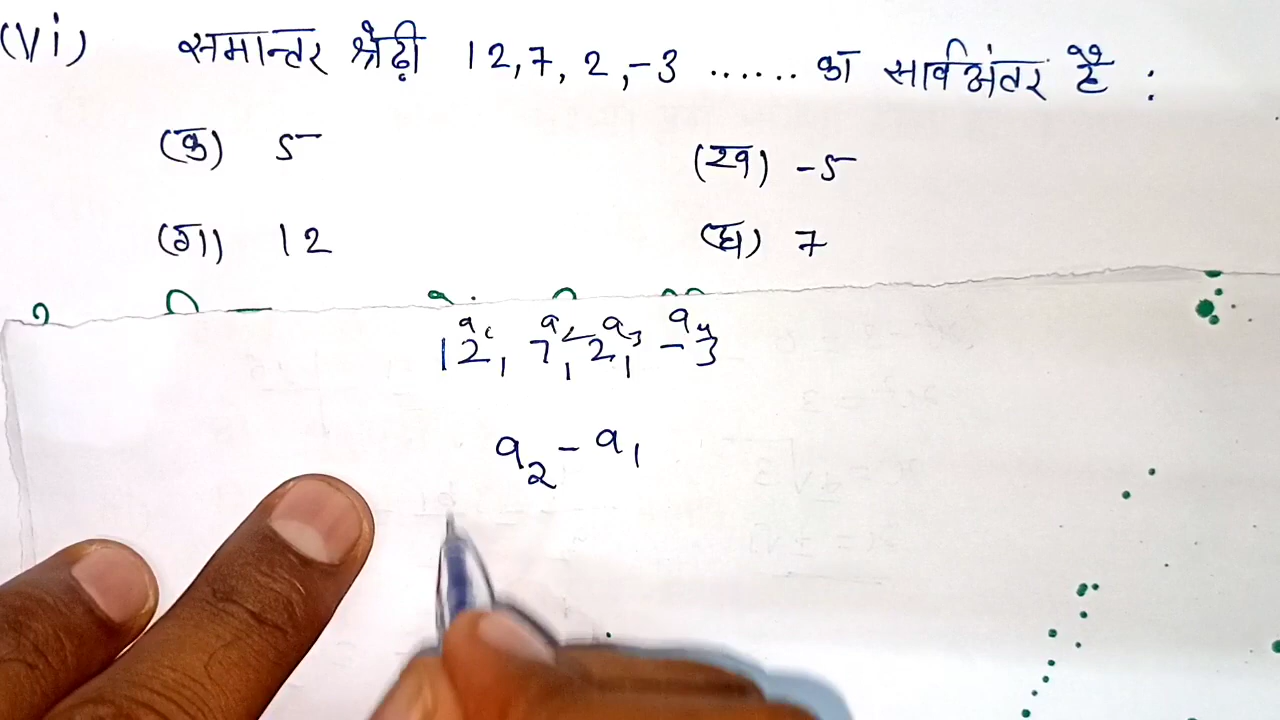 (vi) समान्तर श्रेढ़ी 12, 7, 2, -3 ...... का सार्वअंतर है :
(क) 5 (ख) -5
(ग) 12 (घ) 7
a1 a2 a3 a4
12, 7, 2, -3
a2 - a1